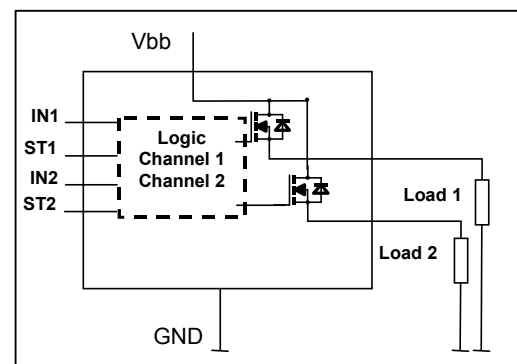 Vbb
IN1
ST1
IN2
ST2
Logic
Channel 1
Channel 2
Load 1
Load 2
GND